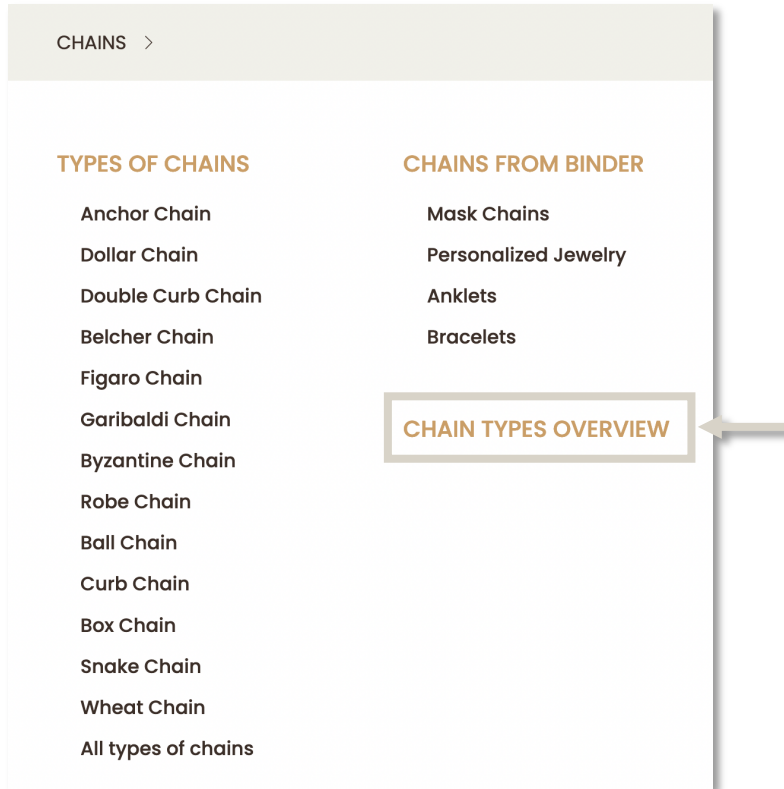 CHAINS >
TYPES OF CHAINS
Anchor Chain
Dollar Chain
Double Curb Chain
Belcher Chain
Figaro Chain
Garibaldi Chain
Byzantine Chain
Robe Chain
Ball Chain
Curb Chain
Box Chain
Snake Chain
Wheat Chain
All types of chains
CHAINS FROM BINDER
Mask Chains
Personalized Jewelry
Anklets
Bracelets
CHAIN TYPES OVERVIEW